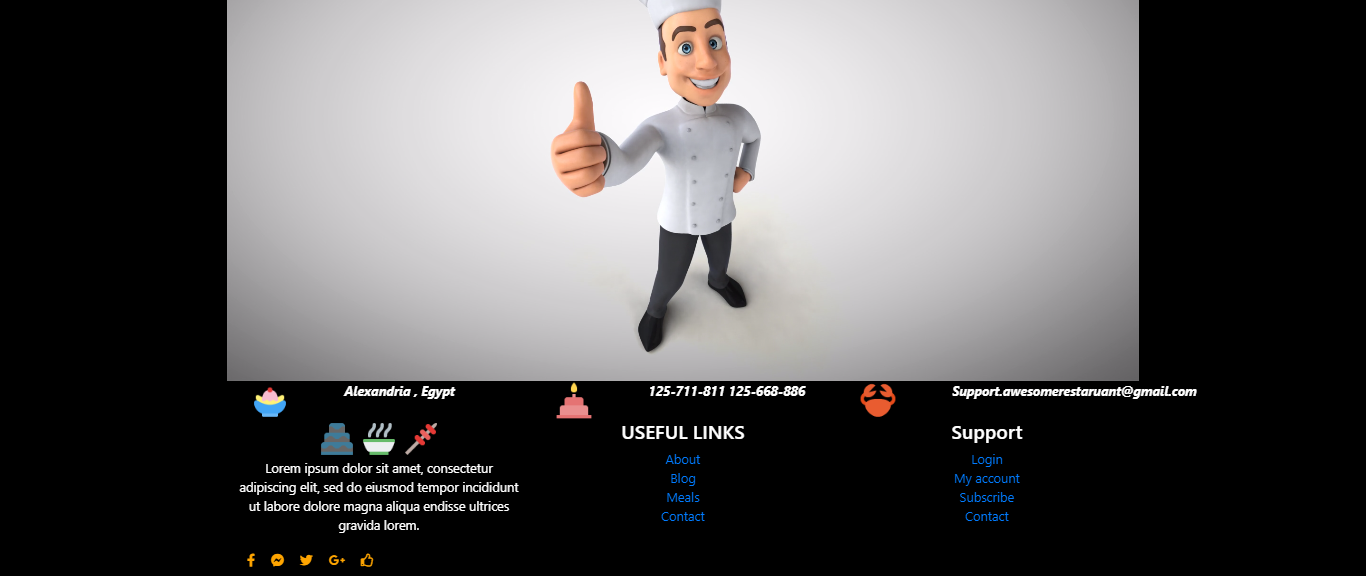 Alexandria , Egypt
125-711-811 125-668-886
Support.awesomerestaruant@gmail.com
Lorem ipsum dolor sit amet, consectetur
adipiscing elit, sed do eiusmod tempor incididunt
ut labore dolore magna aliqua endisse ultrices
gravida lorem.
USEFUL LINKS
About
Blog
Meals
Contact
Support
Login
My account
Subscribe
Contact